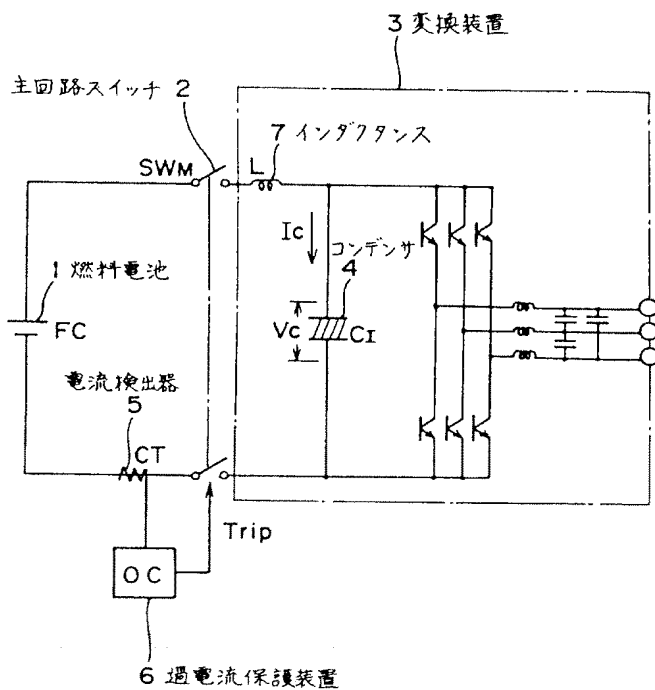 3 変換装置
主回路スイッチ 2
7 インダクタンス
SWM
L
Ic
コンデンサ
4
1 燃料電池
FC
Vc
CI
電流検出器
5
CT
Trip
OC
6 過電流保護装置